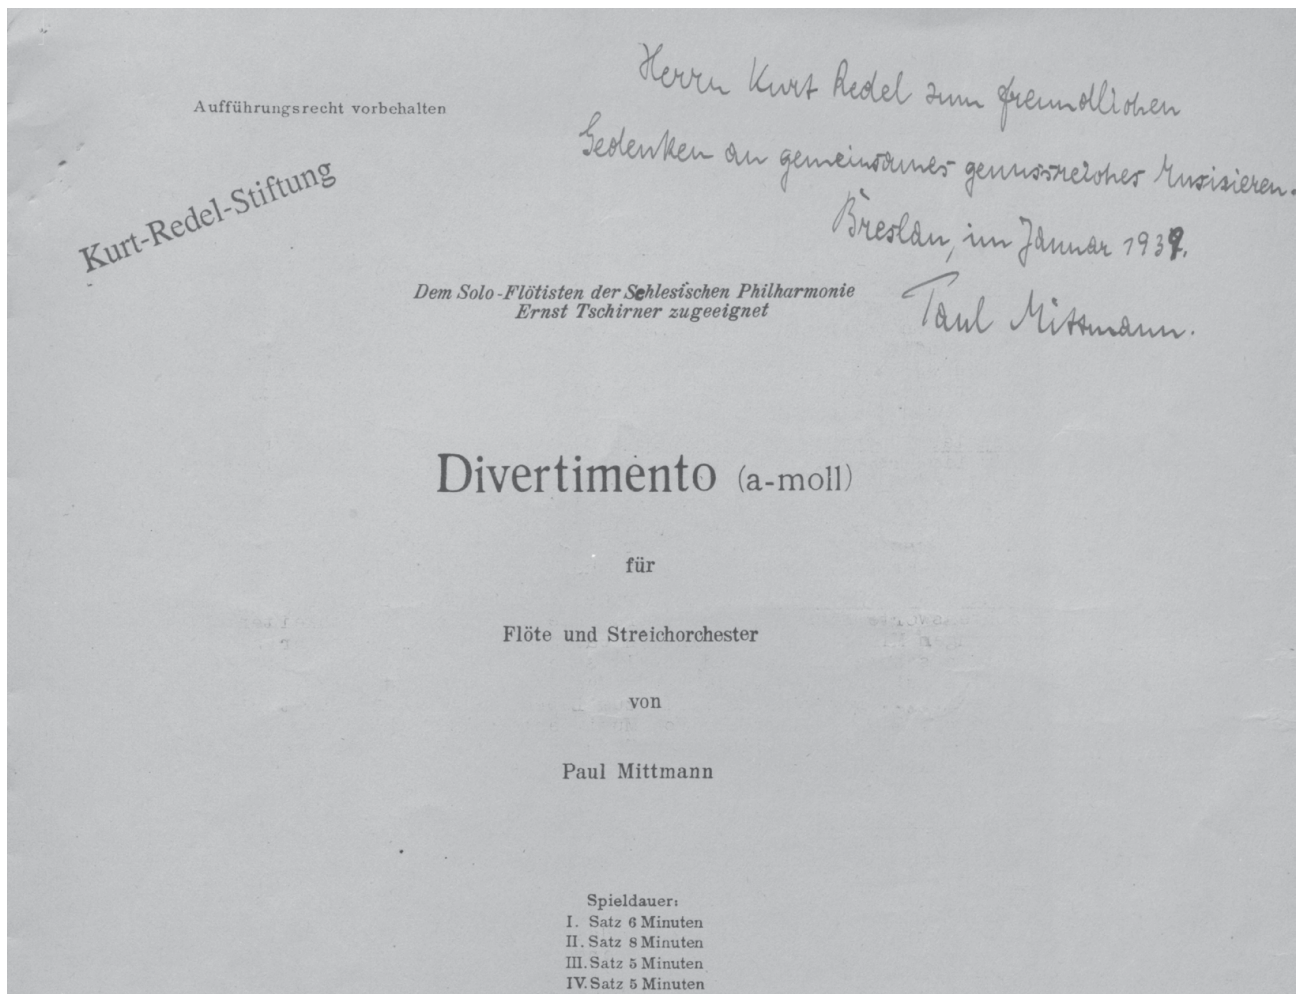 Herrn Kurt Redel zum freundlichen
Gedenken an gemeinsames genussreiches Musizieren.
Breslau, im Januar 1939.
Paul Mittmann.
Aufführungsrecht vorbehalten
Kurt-Redel-Stiftung
Dem Solo-Flötisten der Schlesischen Philharmonie
Ernst Tschirner zugeeignet
Divertimento (a-moll)
für
Flöte und Streichorchester
von
Paul Mittmann
Spieldauer:
I. Satz 6 Minuten
II. Satz 8 Minuten
III. Satz 5 Minuten
IV. Satz 5 Minuten